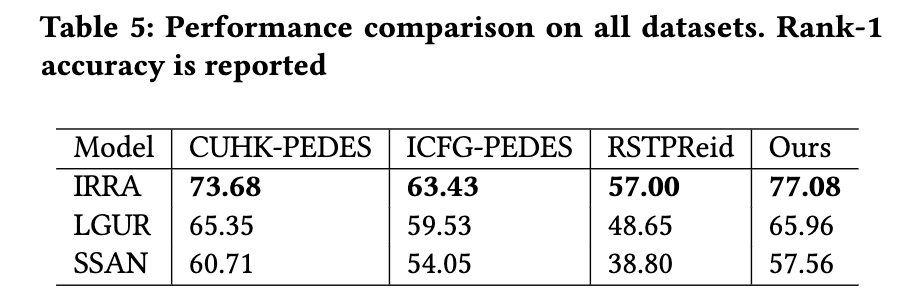 Table 5: Performance comparison on all datasets. Rank-1
accuracy is reported
Model CUHK-PEDES ICFG-PEDES RSTPReid Ours
IRRA 73.68 63.43 57.00 77.08
LGUR 65.35 59.53 48.65 65.96
SSAN 60.71 54.05 38.80 57.56